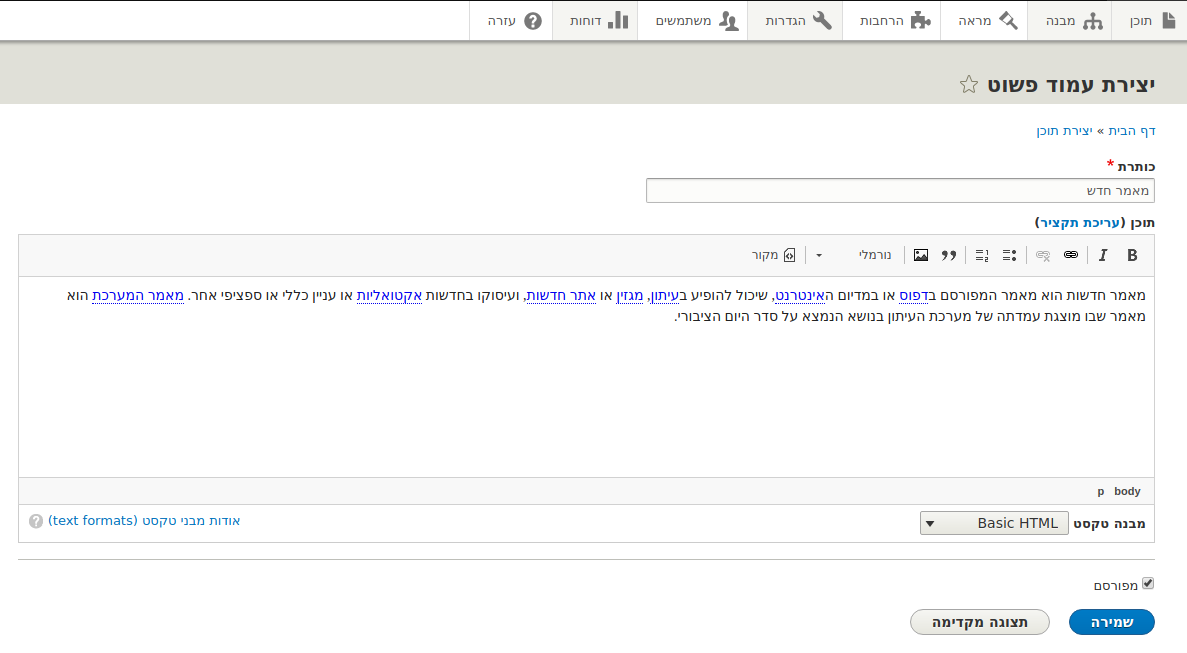 תוכן מבנה מראה הרחבות הגדרות משתמשים דוחות עזרה
יצירת עמוד פשוט
דף הבית » יצירת תוכן
כותרת *
מאמר חדש
תוכן (עריכת תקציר)
B I נורמלי מקור
מאמר חדשות הוא מאמר המפורסם בדפוס או במדיום האינטרנט, שיכול להופיע בעיתון, מגזין או אתר חדשות, ועיסוקו בחדשות אקטואליות או עניין כללי או ספציפי אחר. מאמר המערכת הוא
מאמר שבו מוצגת עמדתה של מערכת העיתון בנושא הנמצא על סדר היום הציבורי.
body p
מבנה טקסט Basic HTML אודות מבני טקסט (text formats) ?
מפורסם
שמירה תצוגה מקדימה